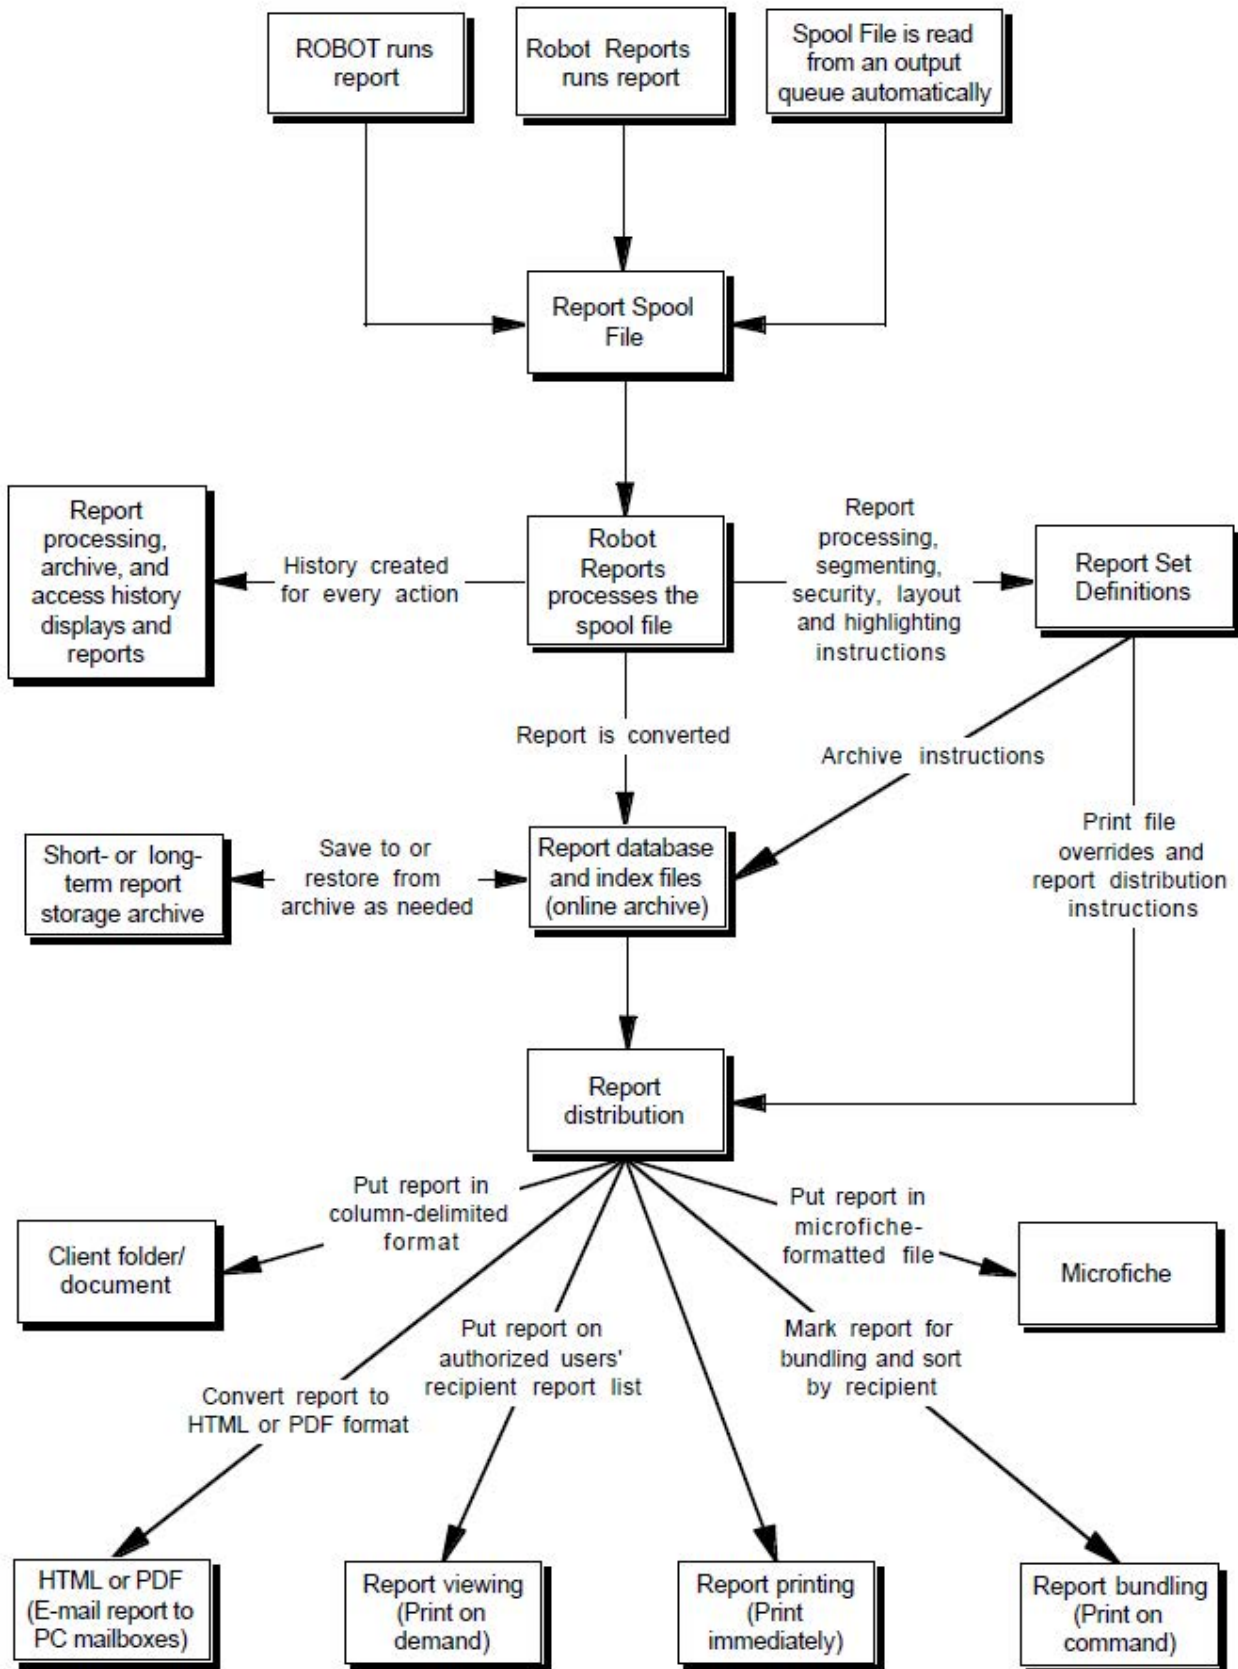 ROBOT runs
report
Robot Reports
runs report
Spool File is read
from an output
queue automatically
Report Spool
File
Report
processing,
archive, and
access history
displays and
reports
History created
for every action
Robot
Reports
processes the
spool file
Report
processing,
segmenting,
security, layout
and highlighting
instructions
Report Set
Definitions
Report is converted
Archive instructions
Print file
overrides and
report distribution
instructions
Short- or long-
term report
storage archive
Save to or
restore from
archive as needed
Report database
and index files
(online archive)
Report
distribution
Put report in
column-delimited
format
Put report in
microfiche-
formatted file
Client folder/
document
Microfiche
Put report on
authorized users'
recipient report list
Mark report for
bundling and sort
by recipient
Convert report to
HTML or PDF format
HTML or PDF
(E-mail report to
PC mailboxes)
Report viewing
(Print on
demand)
Report printing
(Print
immediately)
Report bundling
(Print on
command)